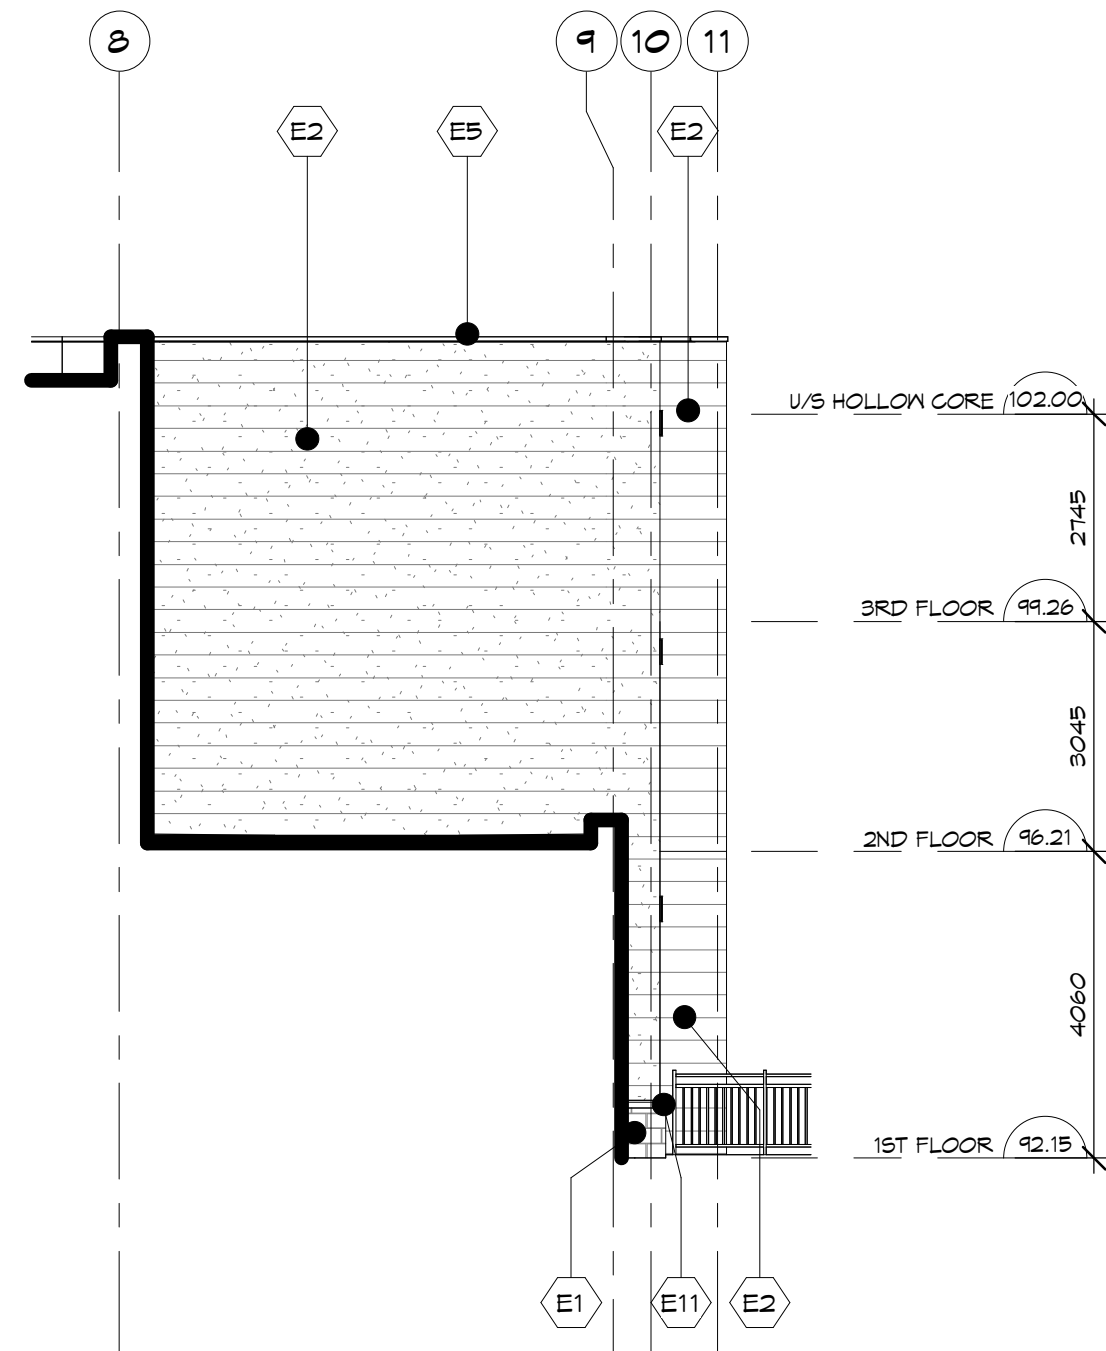 8
9
10
11
E2
E5
E2
U/S HOLLOW CORE 102.00
2745
3RD FLOOR 99.26
3045
2ND FLOOR 96.21
4060
1ST FLOOR 92.15
E1
E11
E2